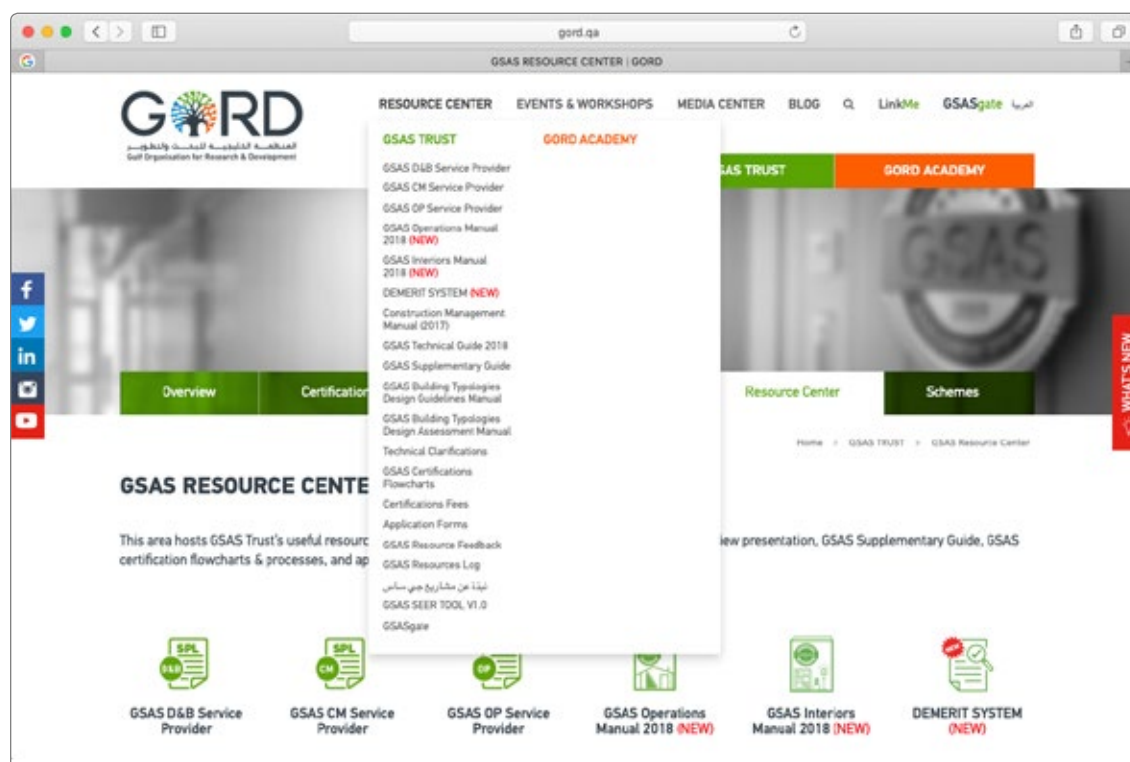 gord.qa
GSAS RESOURCE CENTER | GORD
GORD
المنظمة الخليجية للبحث والتطوير
Gulf Organisation for Research & Development
RESOURCE CENTER EVENTS & WORKSHOPS MEDIA CENTER BLOG LinkMe GSASgate العربية
GSAS TRUST GORD ACADEMY
GSAS D&B Service Provider
GSAS CM Service Provider
GSAS OP Service Provider
GSAS Operations Manual
2018 (NEW)
GSAS Interiors Manual
2018 (NEW)
DEMERIT SYSTEM (NEW)
Construction Management
Manual (2017)
GSAS Technical Guide 2018
GSAS Supplementary Guide
GSAS Building Typologies
Design Guidelines Manual
GSAS Building Typologies
Design Assessment Manual
Technical Clarifications
GSAS Certifications
Flowcharts
Certifications Fees
Application Forms
GSAS Resource Feedback
GSAS Resources Log
نبذة عن مشاريع جي ساس
GSAS SEER TOOL V1.0
GSASgate
SAS TRUST GORD ACADEMY
GSAS
WHAT'S NEW
Overview Certification Resource Center Schemes
Home > GSAS TRUST > GSAS Resource Center
GSAS RESOURCE CENTE
This area hosts GSAS Trust's useful resourc iew presentation, GSAS Supplementary Guide, GSAS
certification flowcharts & processes, and ap
SPL D&B
SPL CM
OP
NEW
GSAS D&B Service
Provider
GSAS CM Service
Provider
GSAS OP Service
Provider
GSAS Operations
Manual 2018 (NEW)
GSAS Interiors
Manual 2018 (NEW)
DEMERIT SYSTEM
(NEW)